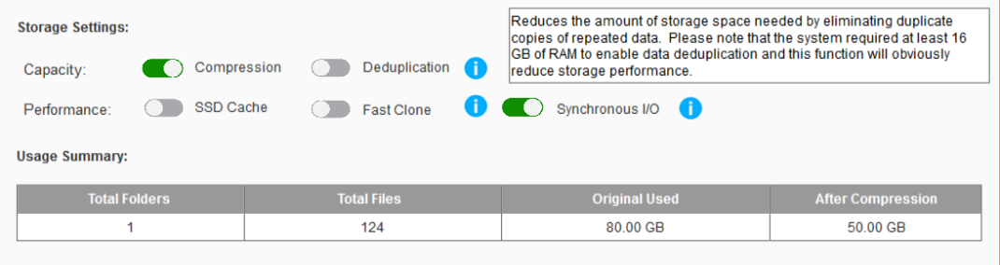 Storage Settings:
Reduces the amount of storage space needed by eliminating duplicate
copies of repeated data. Please note that the system required at least 16
GB of RAM to enable data deduplication and this function will obviously
reduce storage performance.
Capacity: Compression Deduplication i
Performance: SSD Cache Fast Clone i Synchronous I/O i
Usage Summary:
Total Folders Total Files Original Used After Compression
1 124 80.00 GB 50.00 GB